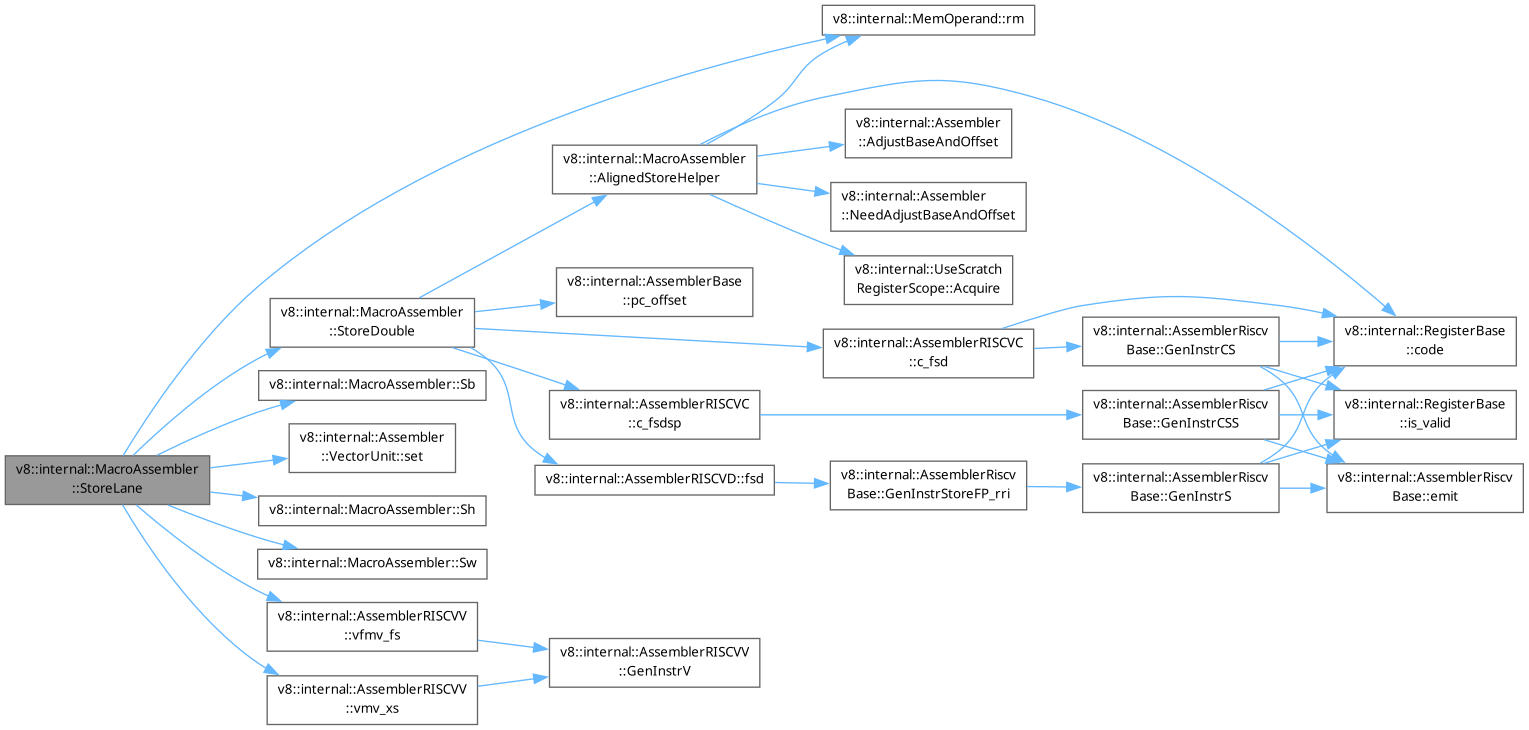 v8::internal::MemOperand::rm
v8::internal::Assembler
::AdjustBaseAndOffset
v8::internal::MacroAssembler
::AlignedStoreHelper
v8::internal::Assembler
::NeedAdjustBaseAndOffset
v8::internal::UseScratch
RegisterScope::Acquire
v8::internal::AssemblerBase
::pc_offset
v8::internal::MacroAssembler
::StoreDouble
v8::internal::AssemblerRISCVC
::c_fsd
v8::internal::AssemblerRiscv
Base::GenInstrCS
v8::internal::RegisterBase
::code
v8::internal::MacroAssembler::Sb
v8::internal::AssemblerRISCVC
::c_fsdsp
v8::internal::AssemblerRiscv
Base::GenInstrCSS
v8::internal::RegisterBase
::is_valid
v8::internal::Assembler
::VectorUnit::set
v8::internal::MacroAssembler
::StoreLane
v8::internal::AssemblerRISCVD::fsd
v8::internal::AssemblerRiscv
Base::GenInstrStoreFP_rri
v8::internal::AssemblerRiscv
Base::GenInstrS
v8::internal::AssemblerRiscv
Base::emit
v8::internal::MacroAssembler::Sh
v8::internal::MacroAssembler::Sw
v8::internal::AssemblerRISCVV
::vfmv_fs
v8::internal::AssemblerRISCVV
::GenInstrV
v8::internal::AssemblerRISCVV
::vmv_xs